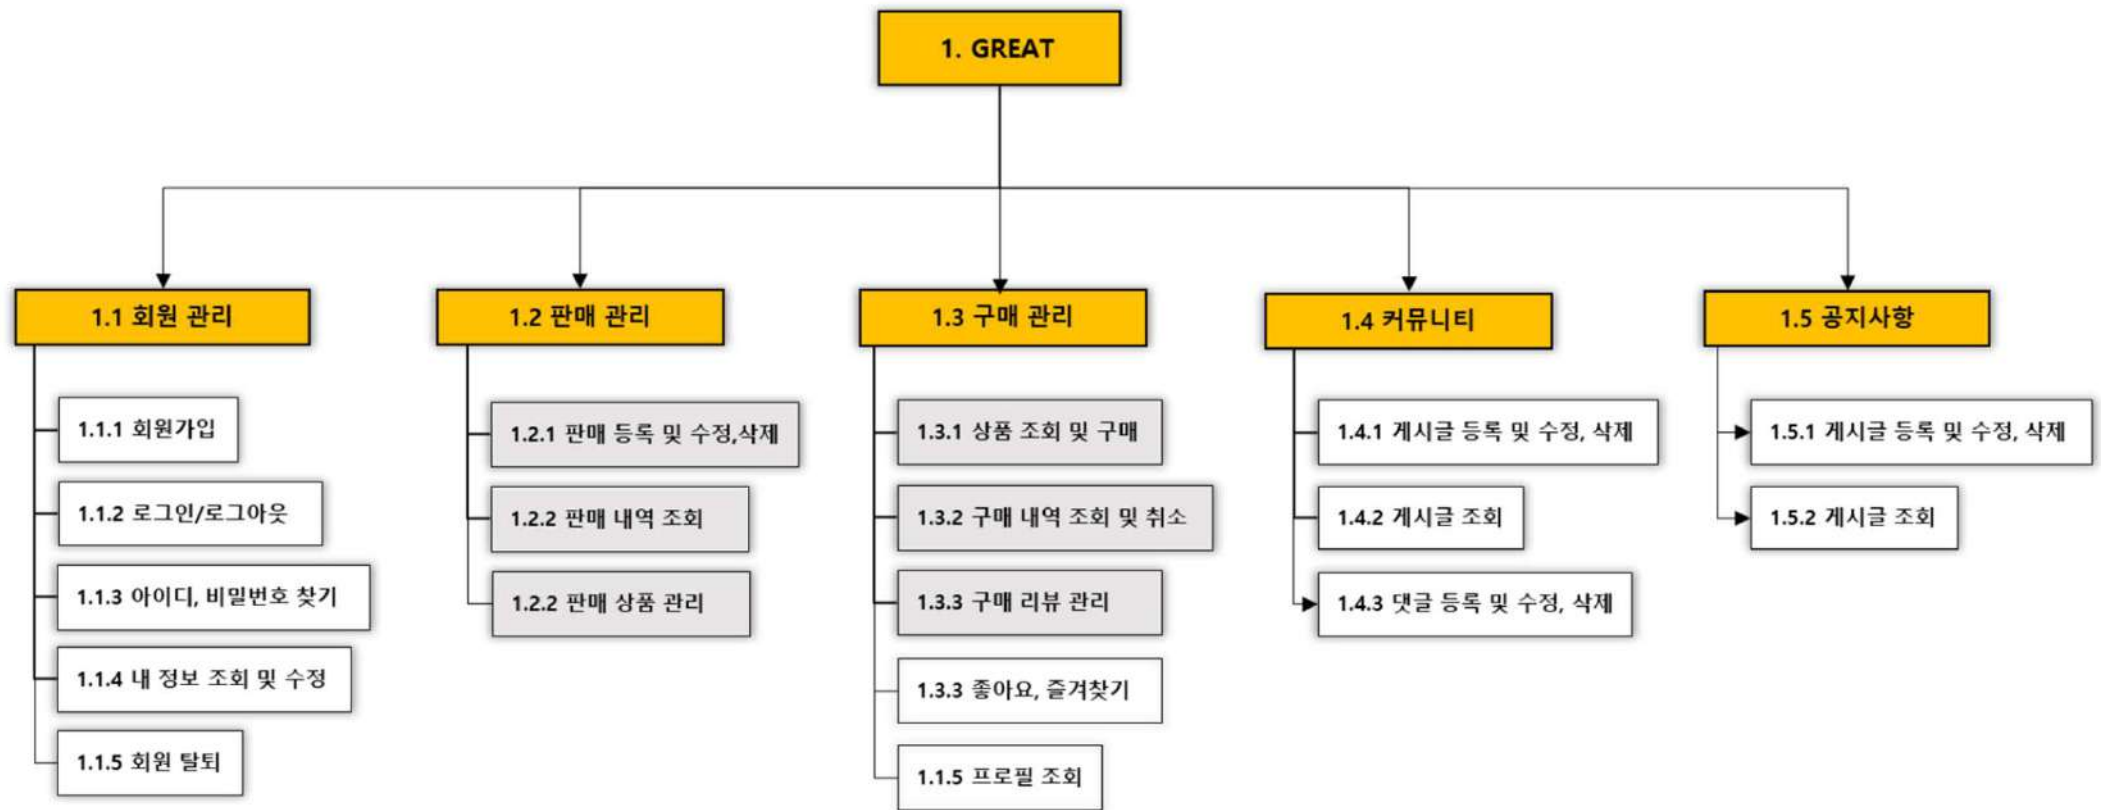 1. GREAT
1.1 회원 관리
1.1.1 회원가입
1.1.2 로그인/로그아웃
1.1.3 아이디, 비밀번호 찾기
1.1.4 내 정보 조회 및 수정
1.1.5 회원 탈퇴
1.2 판매 관리
1.2.1 판매 등록 및 수정,삭제
1.2.2 판매 내역 조회
1.2.2 판매 상품 관리
1.3 구매 관리
1.3.1 상품 조회 및 구매
1.3.2 구매 내역 조회 및 취소
1.3.3 구매 리뷰 관리
1.3.3 좋아요, 즐겨찾기
1.1.5 프로필 조회
1.4 커뮤니티
1.4.1 게시글 등록 및 수정, 삭제
1.4.2 게시글 조회
1.4.3 댓글 등록 및 수정, 삭제
1.5 공지사항
1.5.1 게시글 등록 및 수정, 삭제
1.5.2 게시글 조회